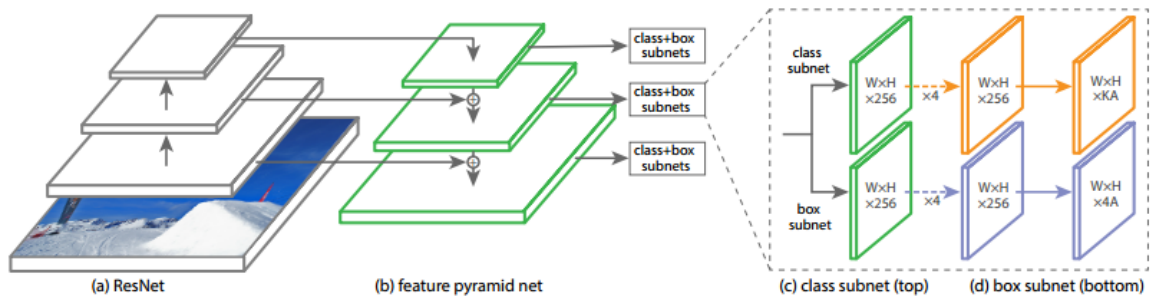 class+box
subnets
class+box
subnets
class+box
subnets
class
subnet
W×H
×256
×4
W×H
×256
W×H
×KA
box
subnet
W×H
×256
×4
W×H
×256
W×H
×4A
(a) ResNet
(b) feature pyramid net
(c) class subnet (top)
(d) box subnet (bottom)